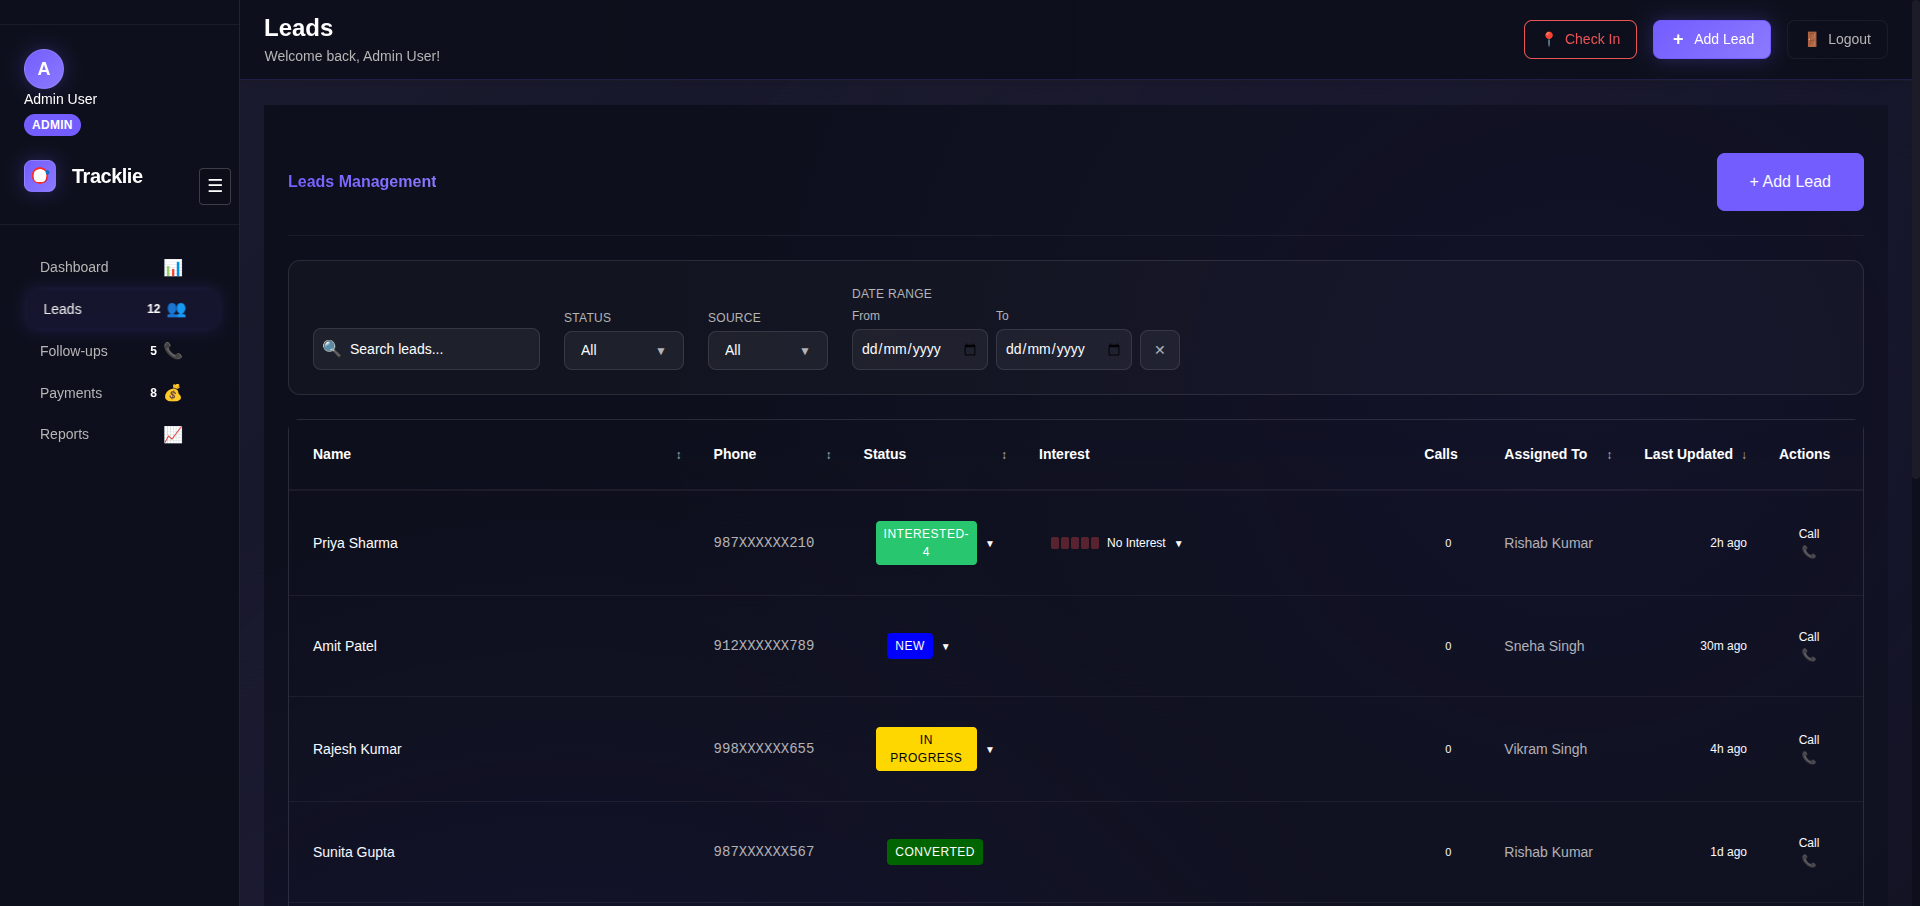 A
Admin User
ADMIN
Tracklie
☰
Dashboard
Leads 12
Follow-ups 5
Payments 8
Reports
Leads
Welcome back, Admin User!
Check In
+ Add Lead
Logout
Leads Management
+ Add Lead
Search leads...
STATUS
All ▼
SOURCE
All ▼
DATE RANGE
From
To
dd/mm/yyyy
dd/mm/yyyy
✕
Name ↕ Phone ↕ Status ↕ Interest Calls Assigned To ↕ Last Updated ↓ Actions
Priya Sharma 987XXXXXX210 INTERESTED-
4 ▼ No Interest ▼ 0 Rishab Kumar 2h ago Call
Amit Patel 912XXXXXX789 NEW ▼ 0 Sneha Singh 30m ago Call
Rajesh Kumar 998XXXXXX655 IN
PROGRESS ▼ 0 Vikram Singh 4h ago Call
Sunita Gupta 987XXXXXX567 CONVERTED 0 Rishab Kumar 1d ago Call